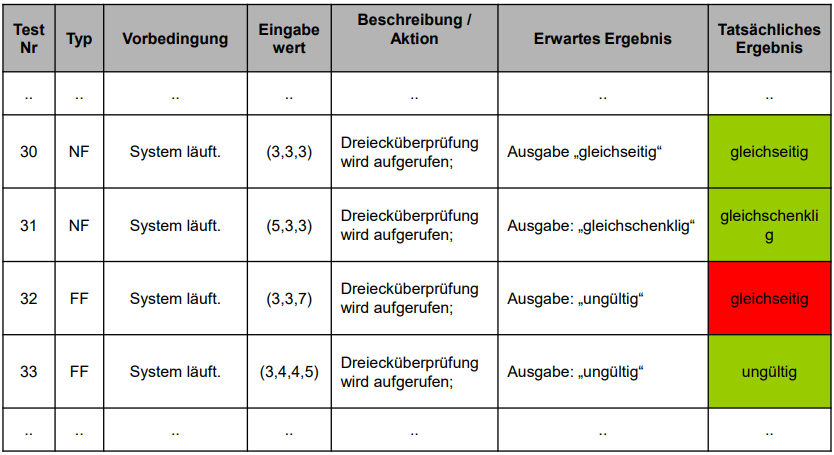 Test Nr Typ Vorbedingung Eingabe wert Beschreibung / Aktion Erwartes Ergebnis Tatsächliches Ergebnis
.. .. .. .. .. .. ..
30 NF System läuft. (3,3,3) Dreiecküberprüfung wird aufgerufen; Ausgabe „gleichseitig“ gleichseitig
31 NF System läuft. (5,3,3) Dreiecküberprüfung wird aufgerufen; Ausgabe: „gleichschenklig“ gleichschenkli g
32 FF System läuft. (3,3,7) Dreiecküberprüfung wird aufgerufen; Ausgabe: „ungültig“ gleichseitig
33 FF System läuft. (3,4,4,5) Dreiecküberprüfung wird aufgerufen; Ausgabe: „ungültig“ ungültig
.. .. .. .. .. .. ..